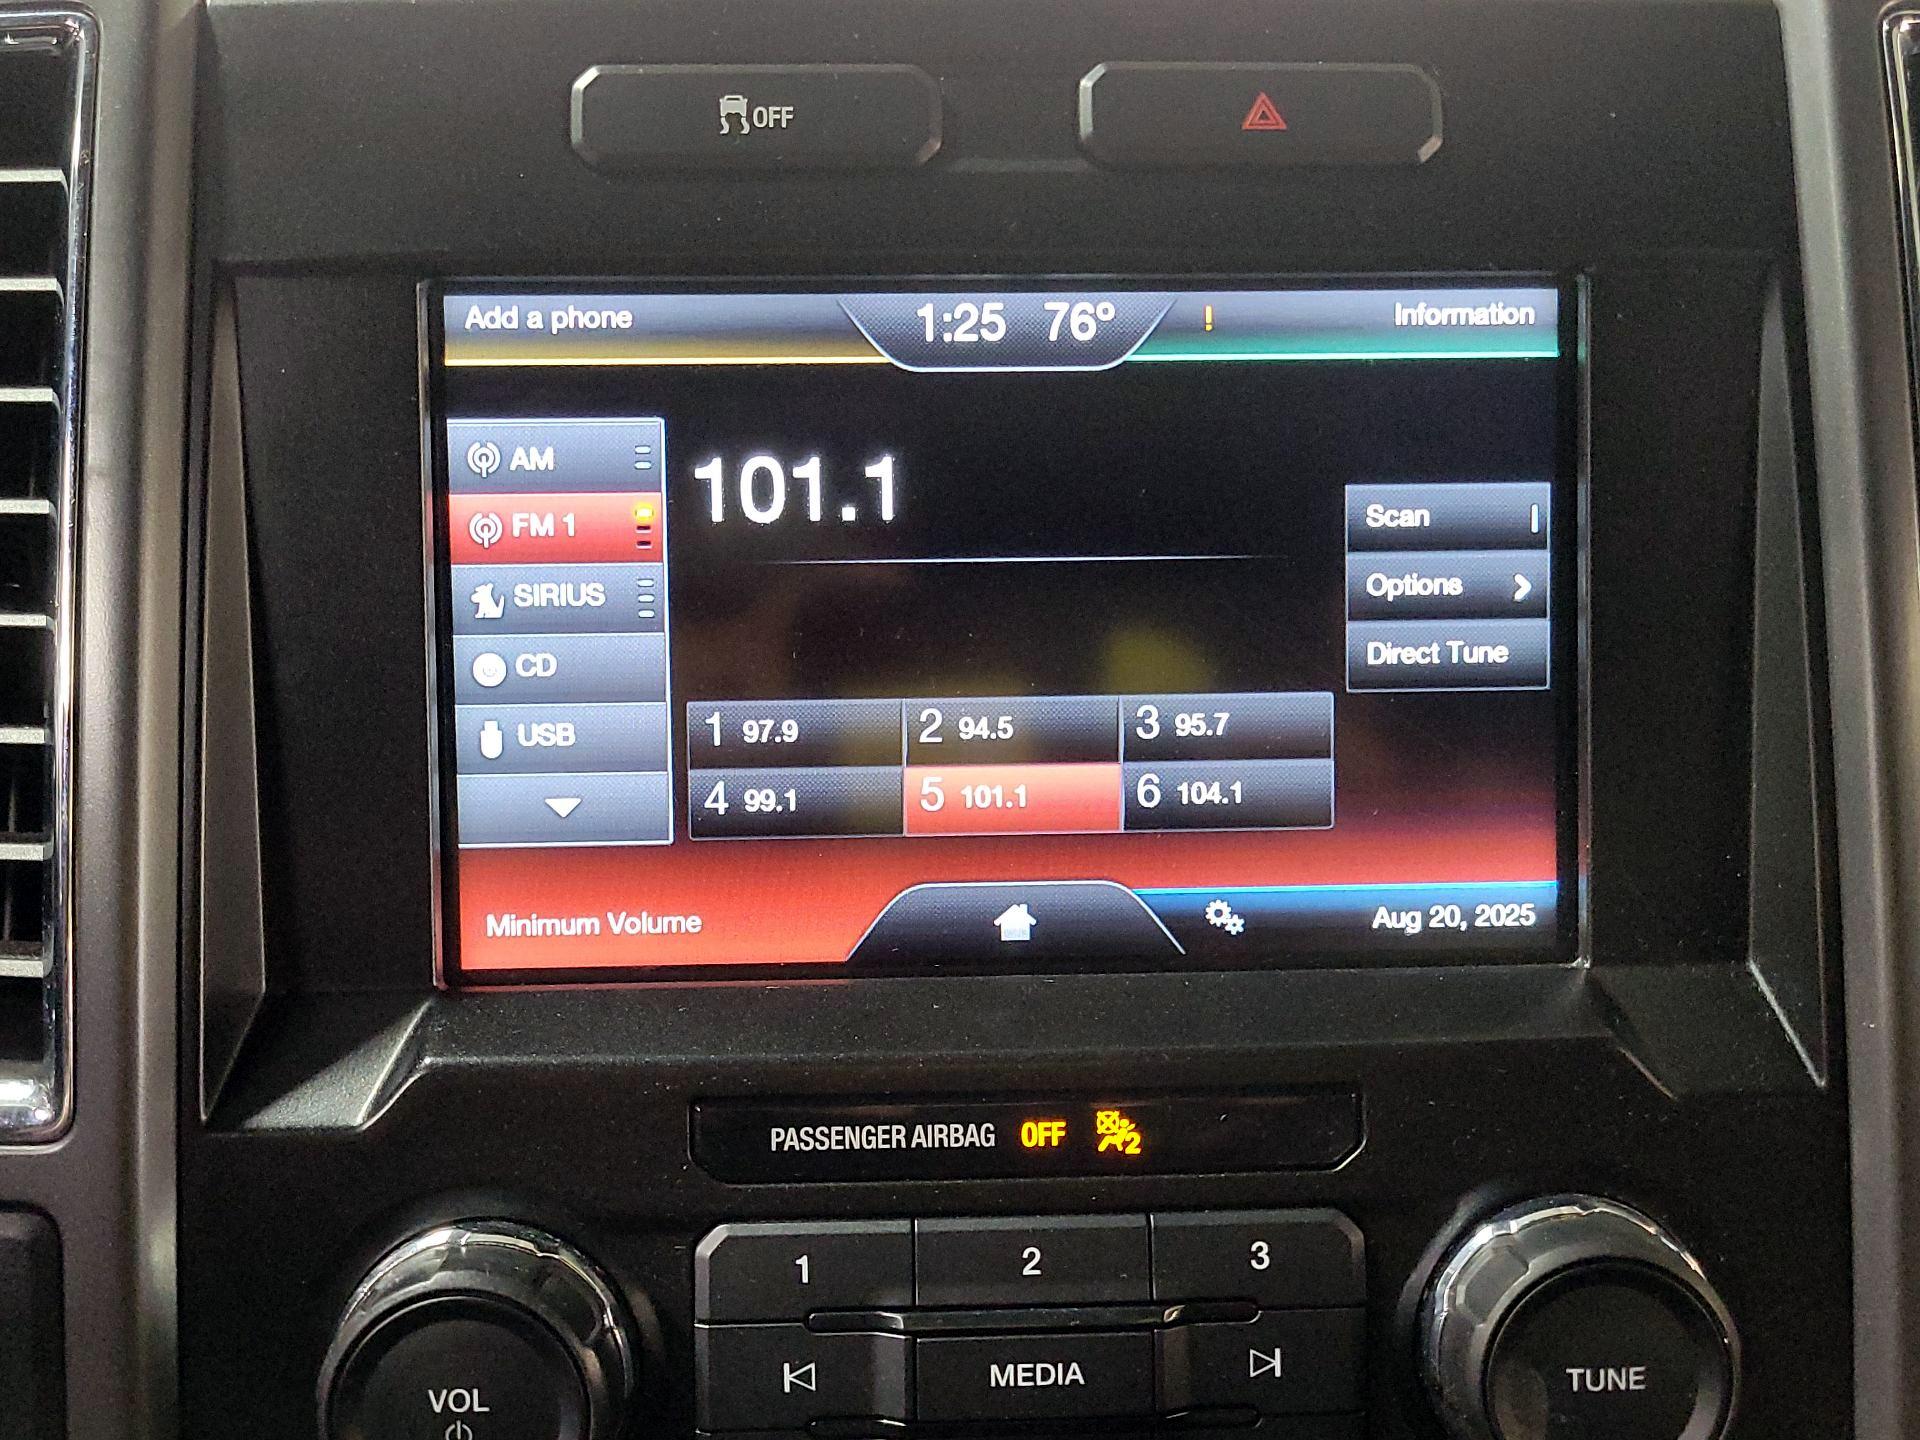 OFF
Add a phone 1:25 76° ! Information
AM
FM 1
SIRIUS
CD
USB
101.1
Scan
Options
Direct Tune
1 97.9 2 94.5 3 95.7
4 99.1 5 101.1 6 104.1
Minimum Volume Aug 20, 2025
PASSENGER AIRBAG OFF 2
1 2 3
MEDIA
VOL
TUNE